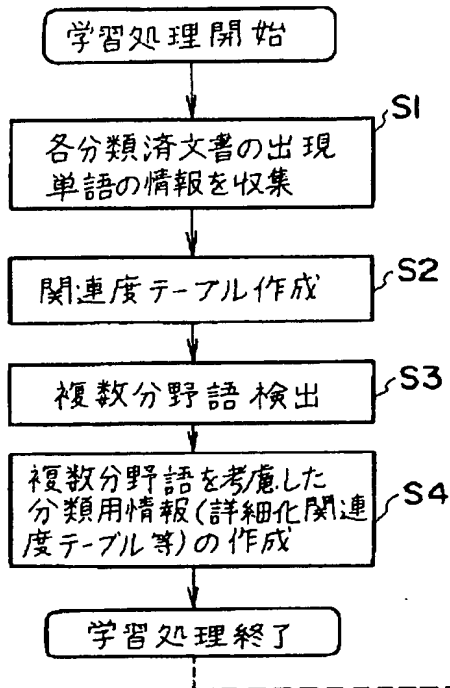 学習処理開始
S1
各分類済文書の出現
単語の情報を収集
S2
関連度テーブル作成
S3
複数分野語検出
S4
複数分野語を考慮した
分類用情報(詳細化関連
度テーブル等)の作成
学習処理終了